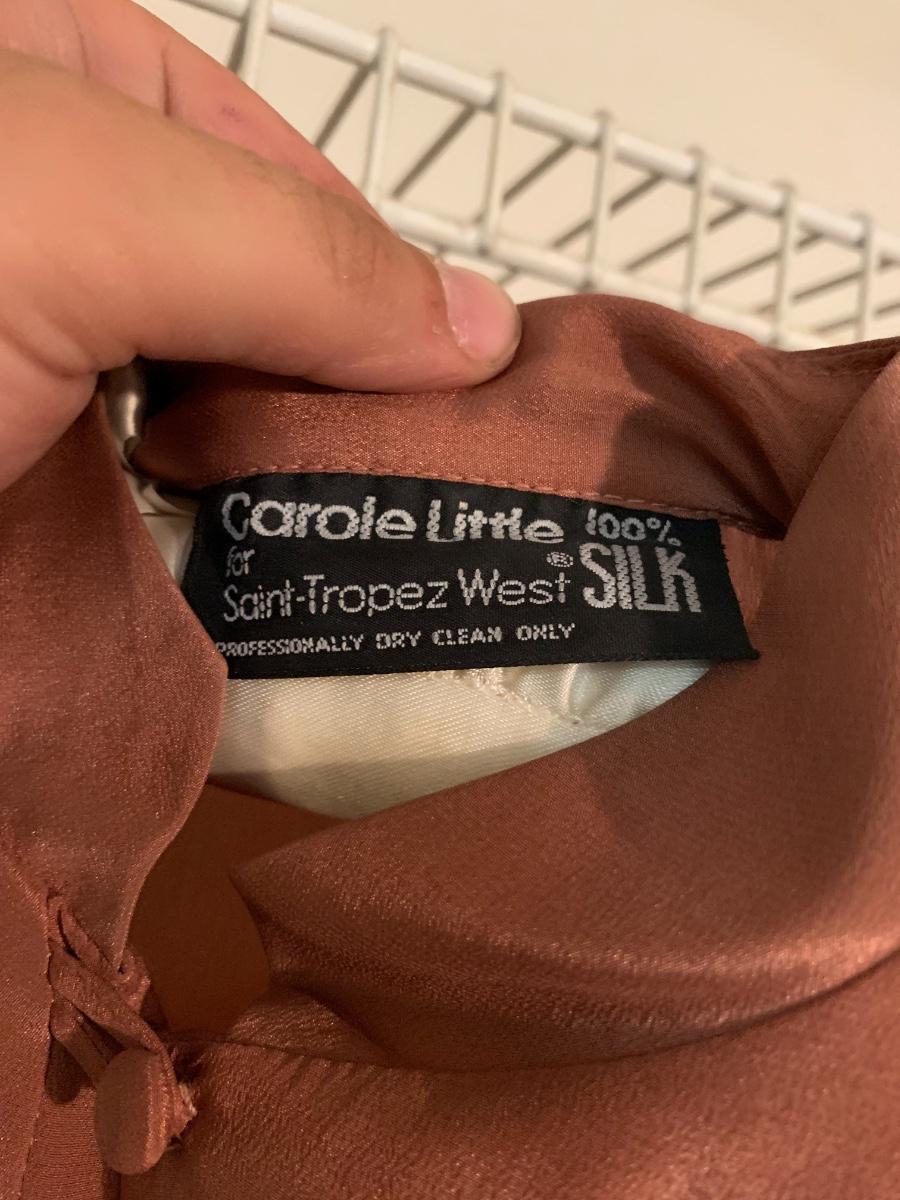 Carole Little 100%
for
Saint-Tropez West® SILK
PROFESSIONALLY DRY CLEAN ONLY